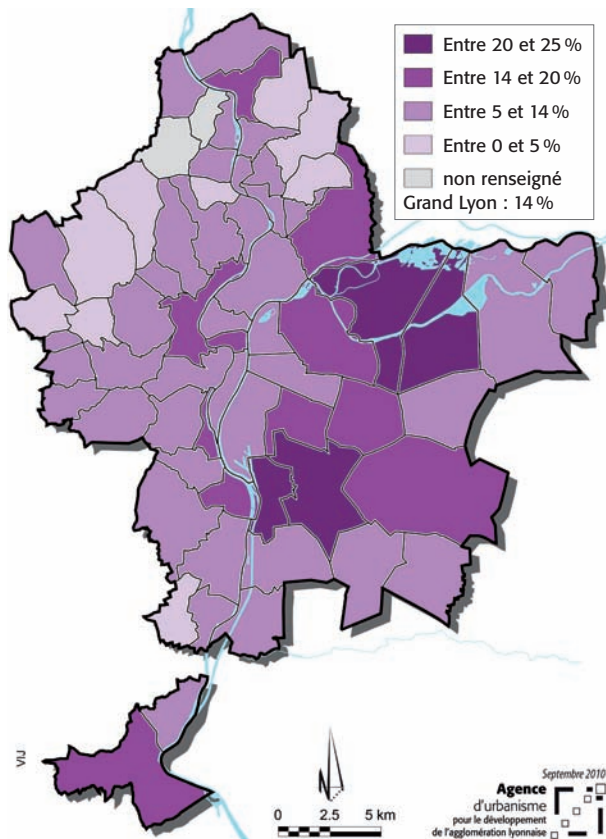 Entre 20 et 25 %
Entre 14 et 20 %
Entre 5 et 14 %
Entre 0 et 5 %
non renseigné
Grand Lyon : 14 %
VIJ
N
0 2.5 5 km
Septembre 2010
Agence
d'urbanisme
pour le développement
de l'agglomération lyonnaise